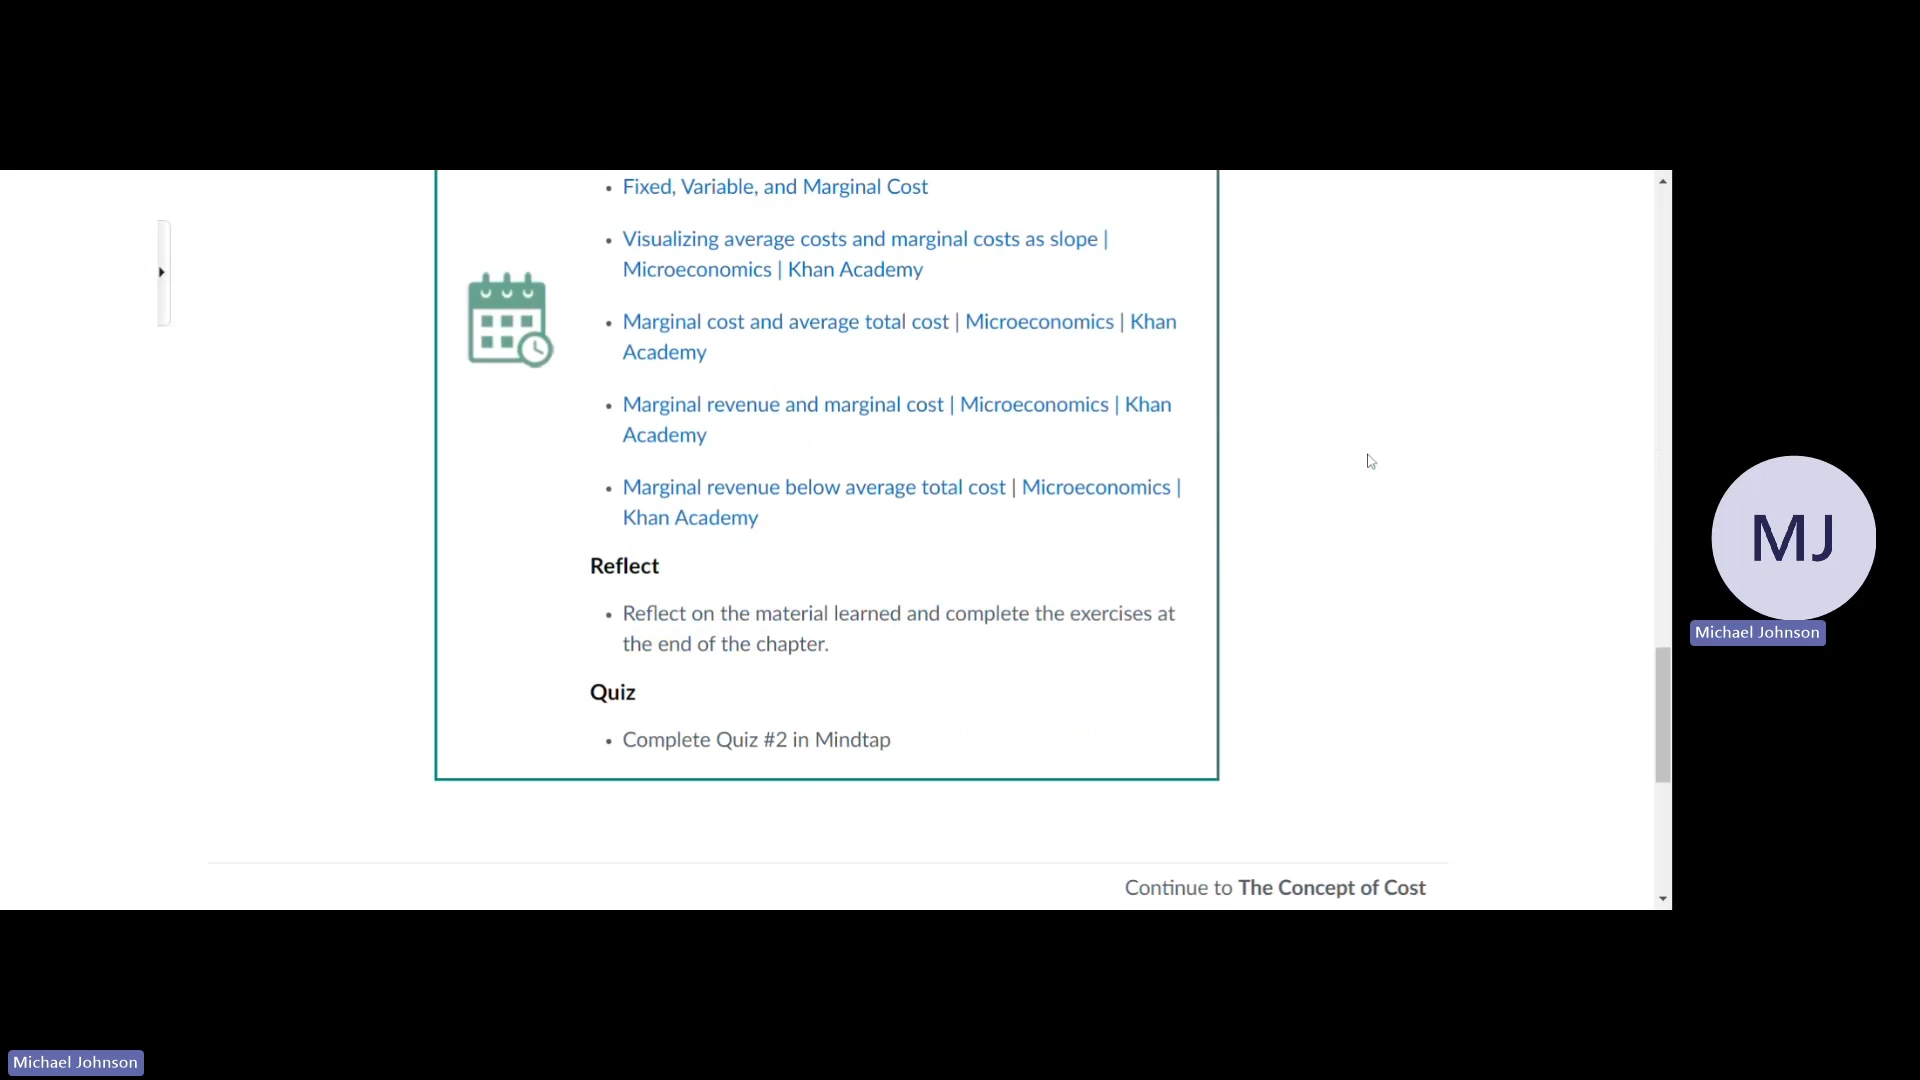 • Fixed, Variable, and Marginal Cost
• Visualizing average costs and marginal costs as slope |
Microeconomics | Khan Academy
• Marginal cost and average total cost | Microeconomics | Khan
Academy
• Marginal revenue and marginal cost | Microeconomics | Khan
Academy
• Marginal revenue below average total cost | Microeconomics |
Khan Academy
Reflect
• Reflect on the material learned and complete the exercises at
the end of the chapter.
Quiz
• Complete Quiz #2 in Mindtap
Continue to The Concept of Cost
MJ
Michael Johnson
Michael Johnson